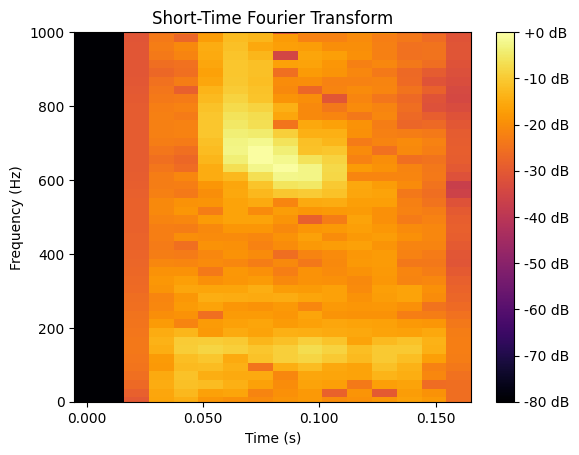 Short-Time Fourier Transform
1000
800
600
400
200
0
Frequency (Hz)
0.000
0.050
0.100
0.150
Time (s)
+0 dB
-10 dB
-20 dB
-30 dB
-40 dB
-50 dB
-60 dB
-70 dB
-80 dB